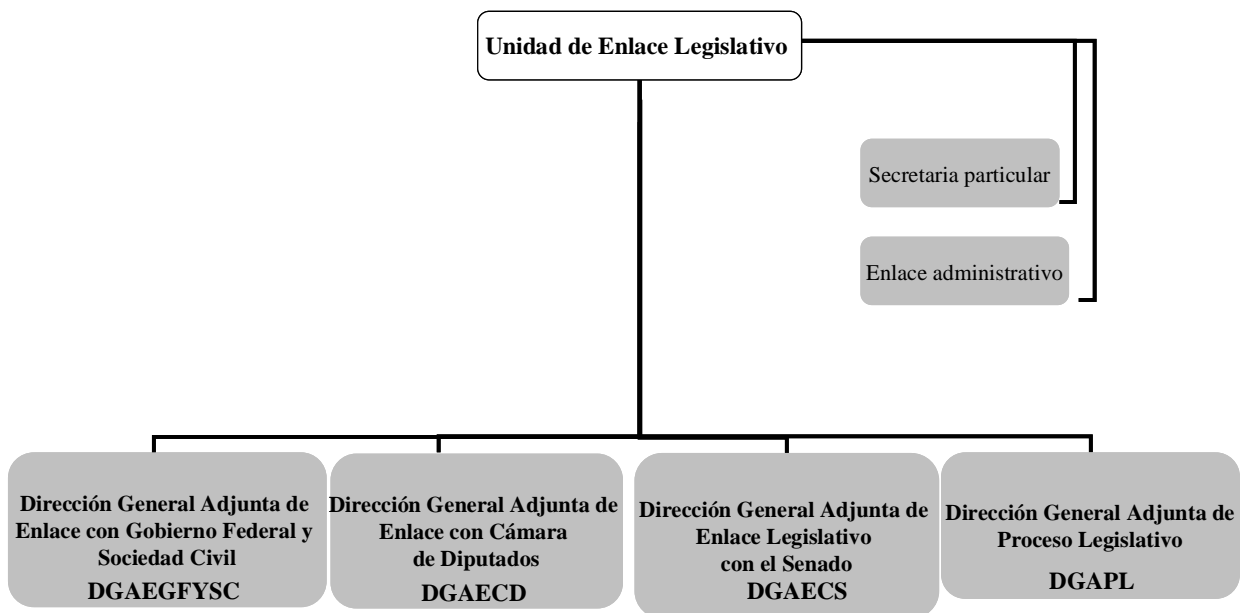 Unidad de Enlace Legislativo
Secretaria particular
Enlace administrativo
Dirección General Adjunta de
Enlace con Gobierno Federal y
Sociedad Civil
DGAEGFYSC
Dirección General Adjunta de
Enlace con Cámara
de Diputados
DGAECD
Dirección General Adjunta de
Enlace Legislativo
con el Senado
DGAECS
Dirección General Adjunta de
Proceso Legislativo
DGAPL